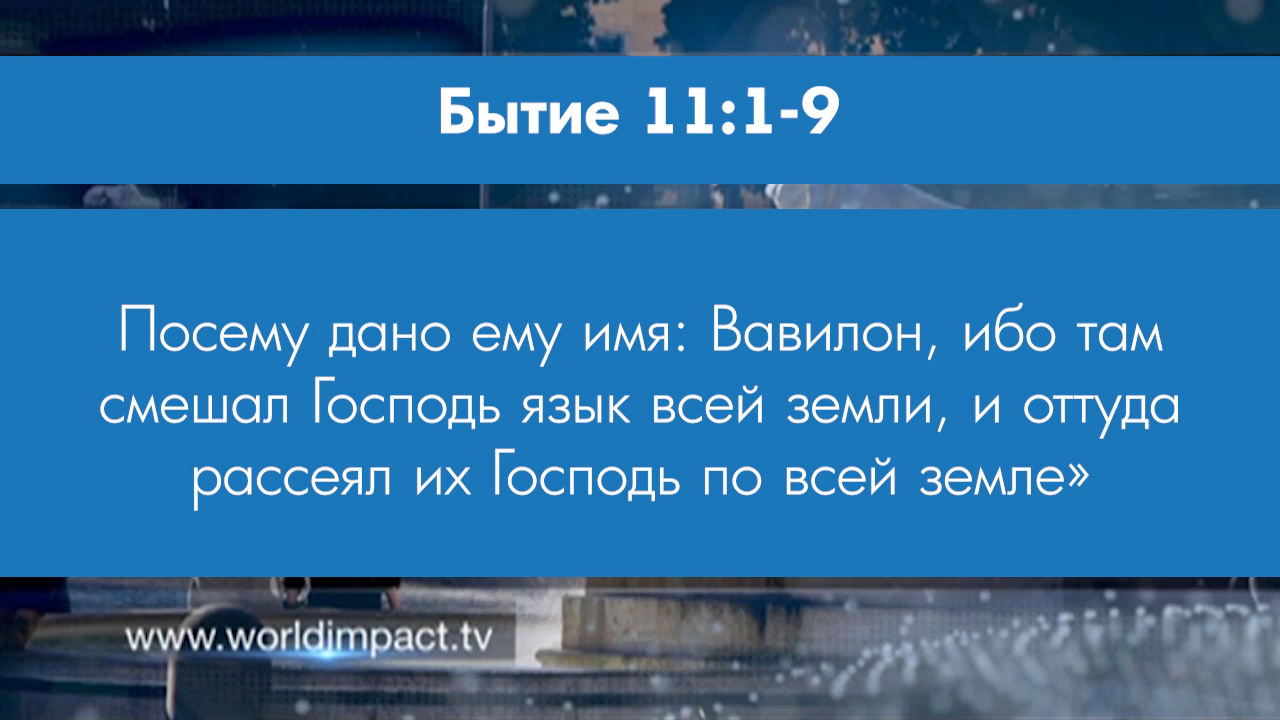 Бытие 11:1-9
Посему дано ему имя: Вавилон, ибо там
смешал Господь язык всей земли, и оттуда
рассеял их Господь по всей земле»
www.worldimpact.tv